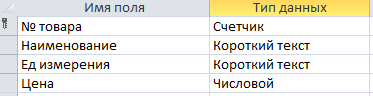 Имя поля Тип данных
№ товара Счетчик
Наименование Короткий текст
Ед измерения Короткий текст
Цена Числовой